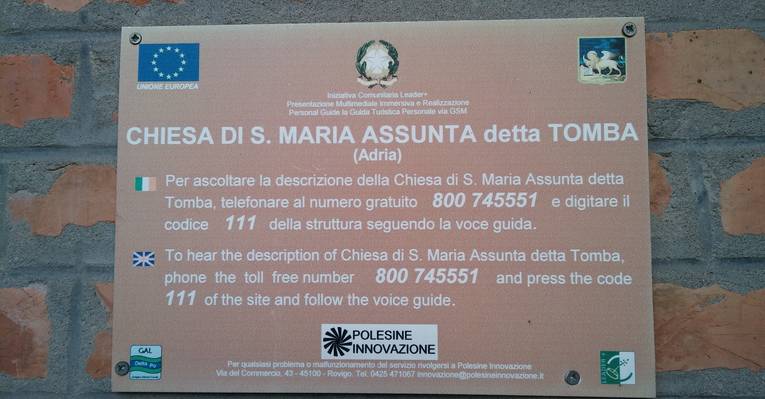 UNIONE EUROPEA
Iniziativa Comunitaria Leader+
Presentazione Multimediale Immersiva e Realizzazione
Personal Guide la Guida Turistica Personale via GSM
CHIESA DI S. MARIA ASSUNTA detta TOMBA
(Adria)
Per ascoltare la descrizione della Chiesa di S. Maria Assunta detta
Tomba, telefonare al numero gratuito 800 745551 e digitare il
codice 111 della struttura seguendo la voce guida.
To hear the description of Chiesa di S. Maria Assunta detta Tomba,
phone the toll free number 800 745551 and press the code
111 of the site and follow the voice guide.
POLESINE
INNOVAZIONE
GAL
Delta Po
Per qualsiasi problema o malfunzionamento del servizio rivolgersi a Polesine Innovazione
Via del Commercio, 43 - 45100 - Rovigo. Tel. 0425 471067 innovazione@polesineinnovazione.it